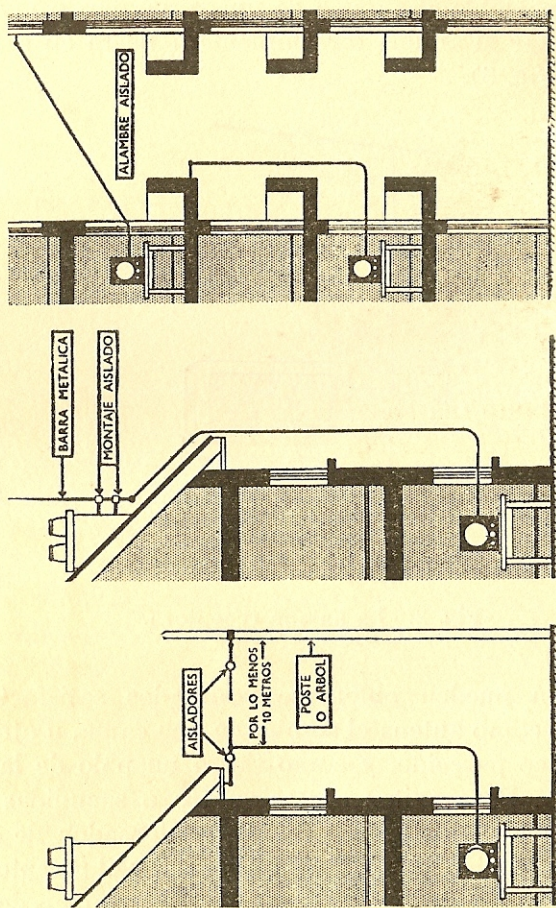 ALAMBRE AISLADO
BARRA METALICA
MONTAJE AISLADO
AISLADORES
POR LO MENOS
10 METROS
POSTE
O ARBOL